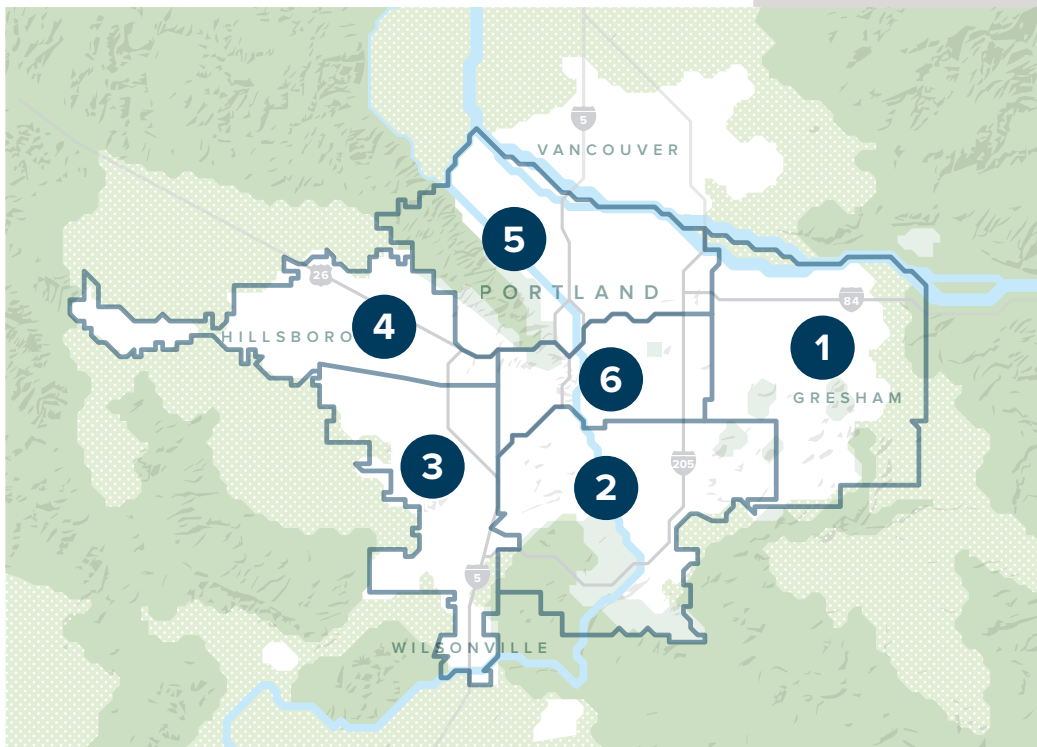 5
VANCOUVER
5
26
PORTLAND
84
HILLSBORO
4
1
6
GRESHAM
3
205
2
5
WILSONVILLE